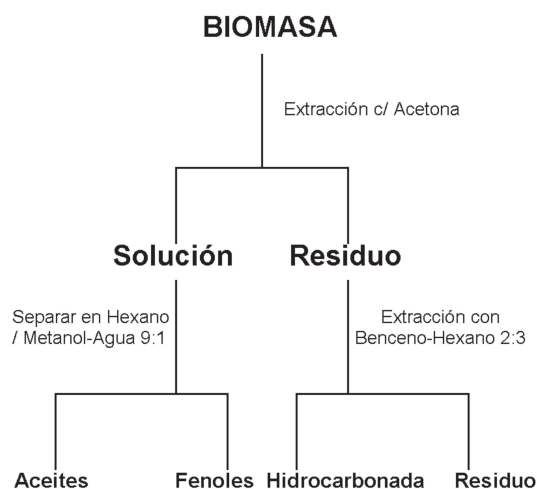 BIOMASA
Extracción c/ Acetona
Solución
Residuo
Separar en Hexano
/ Metanol-Agua 9:1
Extracción con
Benceno-Hexano 2:3
Aceites
Fenoles
Hidrocarbonada
Residuo